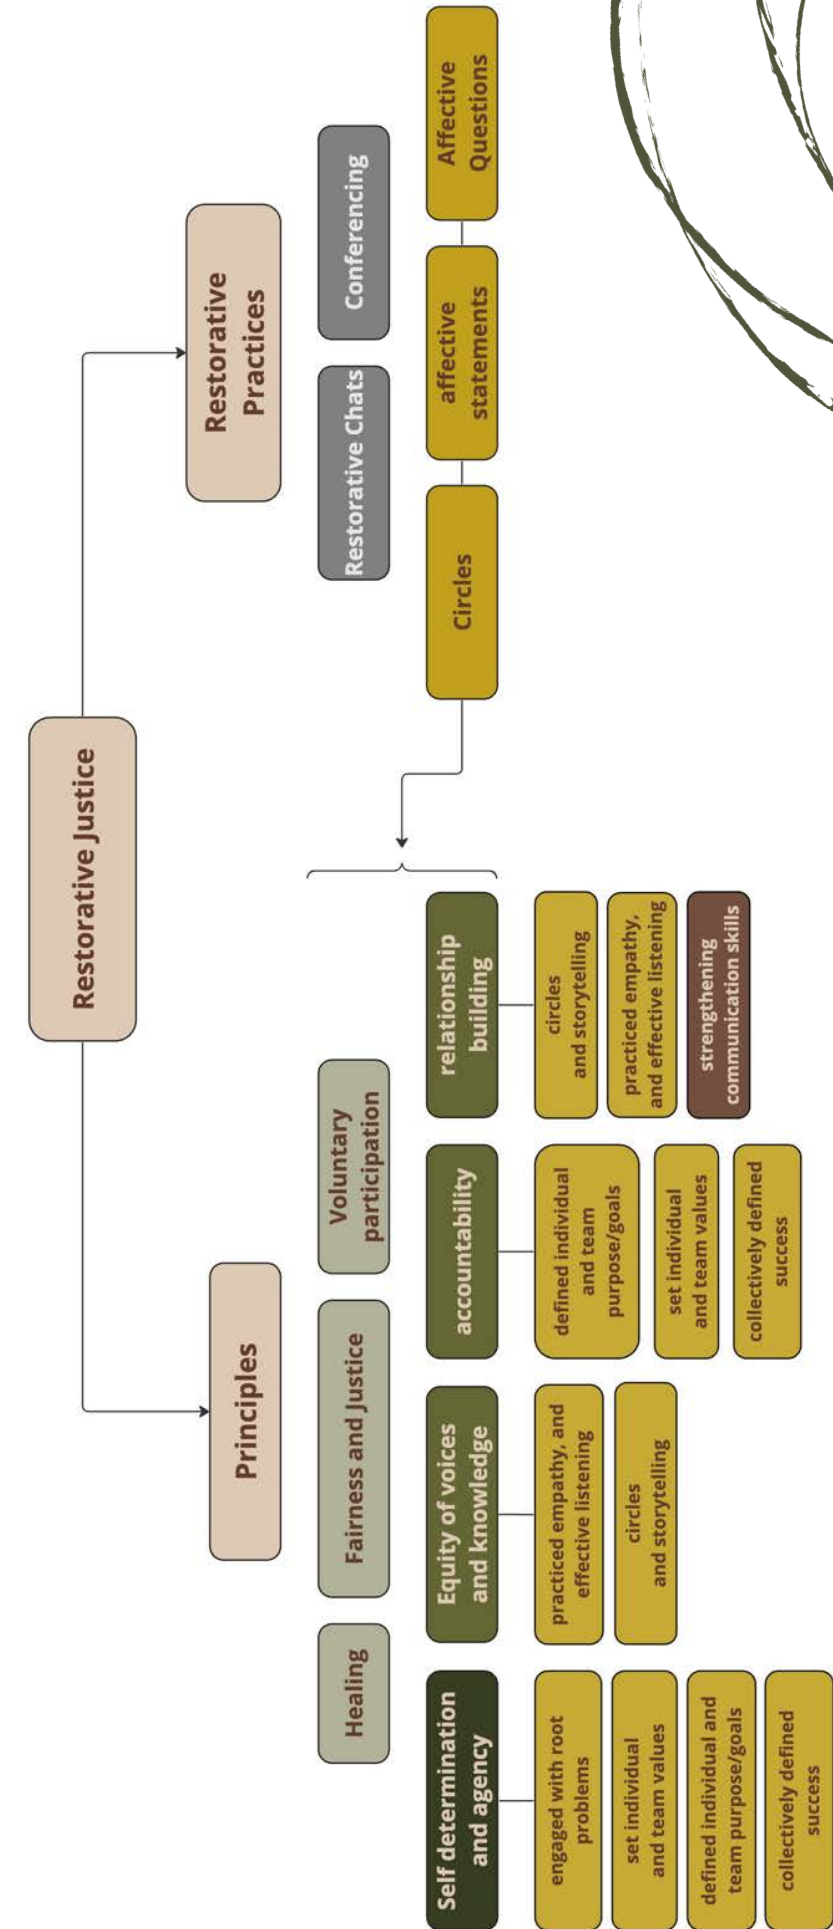 Restorative Justice
Principles
Restorative
Practices
Healing
Fairness and Justice
Voluntary
participation
Restorative Chats
Conferencing
Self determination
and agency
Equity of voices
and knowledge
accountability
relationship
building
Circles
affective
statements
Affective
Questions
engaged with root
problems
set individual
and team values
defined individual and
team purpose/goals
collectively defined
success
practiced empathy, and
effective listening
circles
and storytelling
defined individual
and team
purpose/goals
set individual
and team values
collectively defined
success
circles
and storytelling
practiced empathy,
and effective listening
strengthening
communication skills